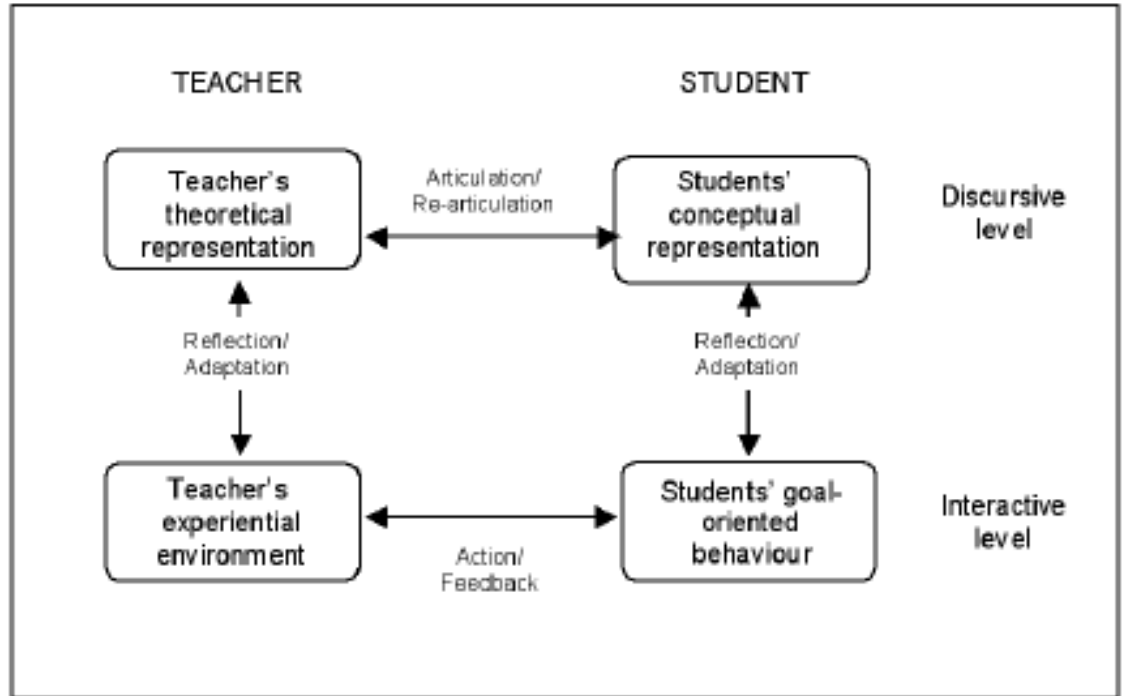 TEACHER
STUDENT
Teacher's
theoretical
representation
Articulation/
Re-articulation
Students'
conceptual
representation
Discursive
level
Reflection/
Adaptation
Reflection/
Adaptation
Teacher's
experiential
environment
Action/
Feedback
Students' goal-
oriented
behaviour
Interactive
level